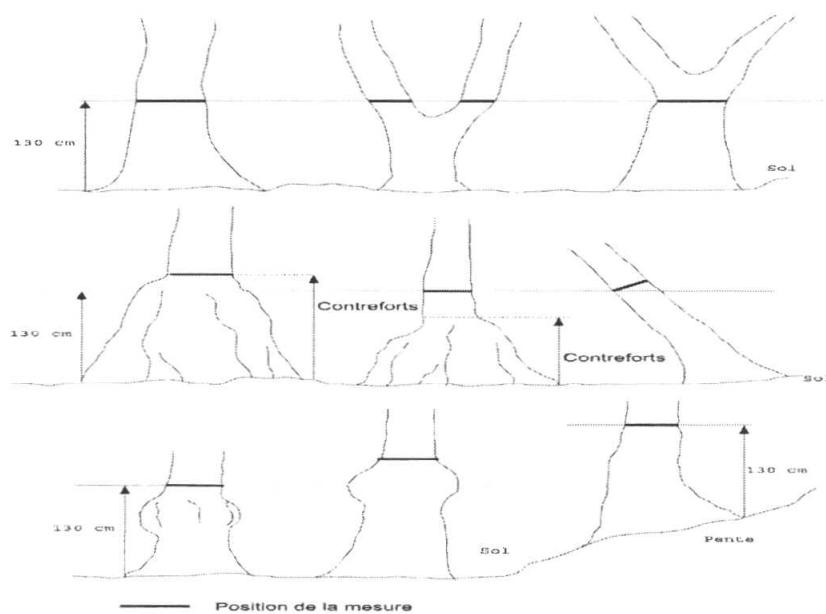 130 cm
Sol
Contreforts
130 cm
Contreforts
Sol
130 cm
130 cm
Sol
Pente
Position de la mesure